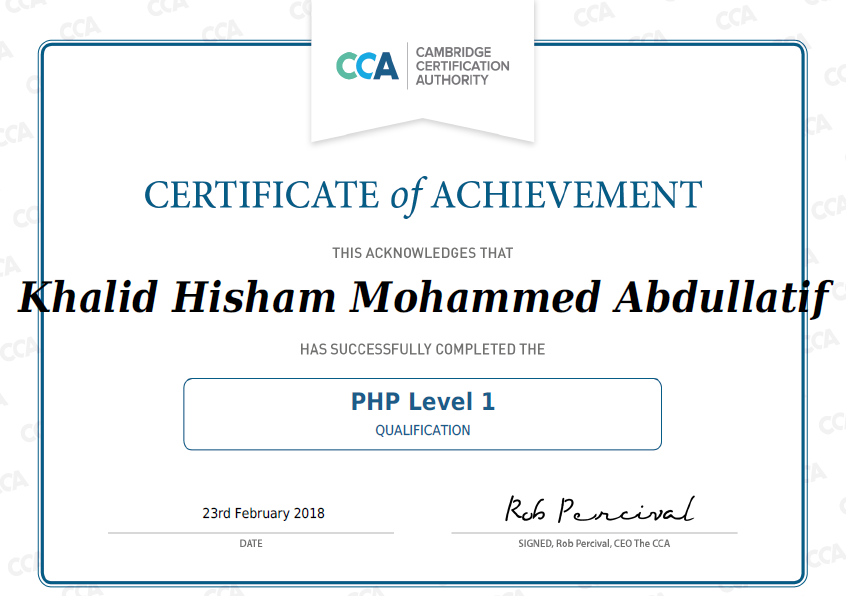 CCA
CAMBRIDGE
CERTIFICATION
AUTHORITY
CERTIFICATE of ACHIEVEMENT
THIS ACKNOWLEDGES THAT
Khalid Hisham Mohammed Abdullatif
HAS SUCCESSFULLY COMPLETED THE
PHP Level 1
QUALIFICATION
23rd February 2018
Rob Percival
DATE
SIGNED, Rob Percival, CEO The CCA